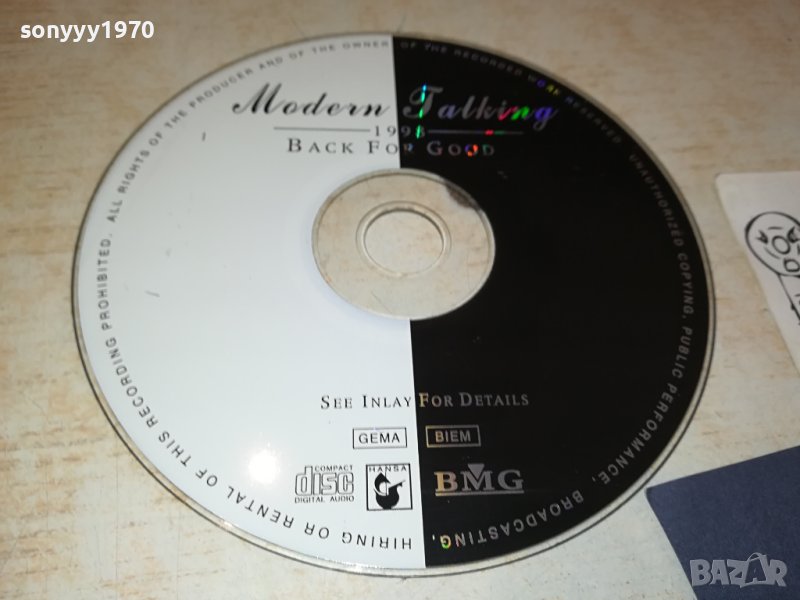 sonyyy1970
Modern Talking
1998
BACK FOR GOOD
SEE INLAY FOR DETAILS
GEMA BIEM
COMPACT
disc
DIGITAL AUDIO
HANSA
BMG
ALL RIGHTS OF THE PRODUCER AND OF THE OWNER OF THE RECORDED WORK RESERVED. UNAUTHORIZED COPYING, PUBLIC PERFORMANCE, BROADCASTING, HIRING OR RENTAL OF THIS RECORDING PROHIBITED.
BAZAR